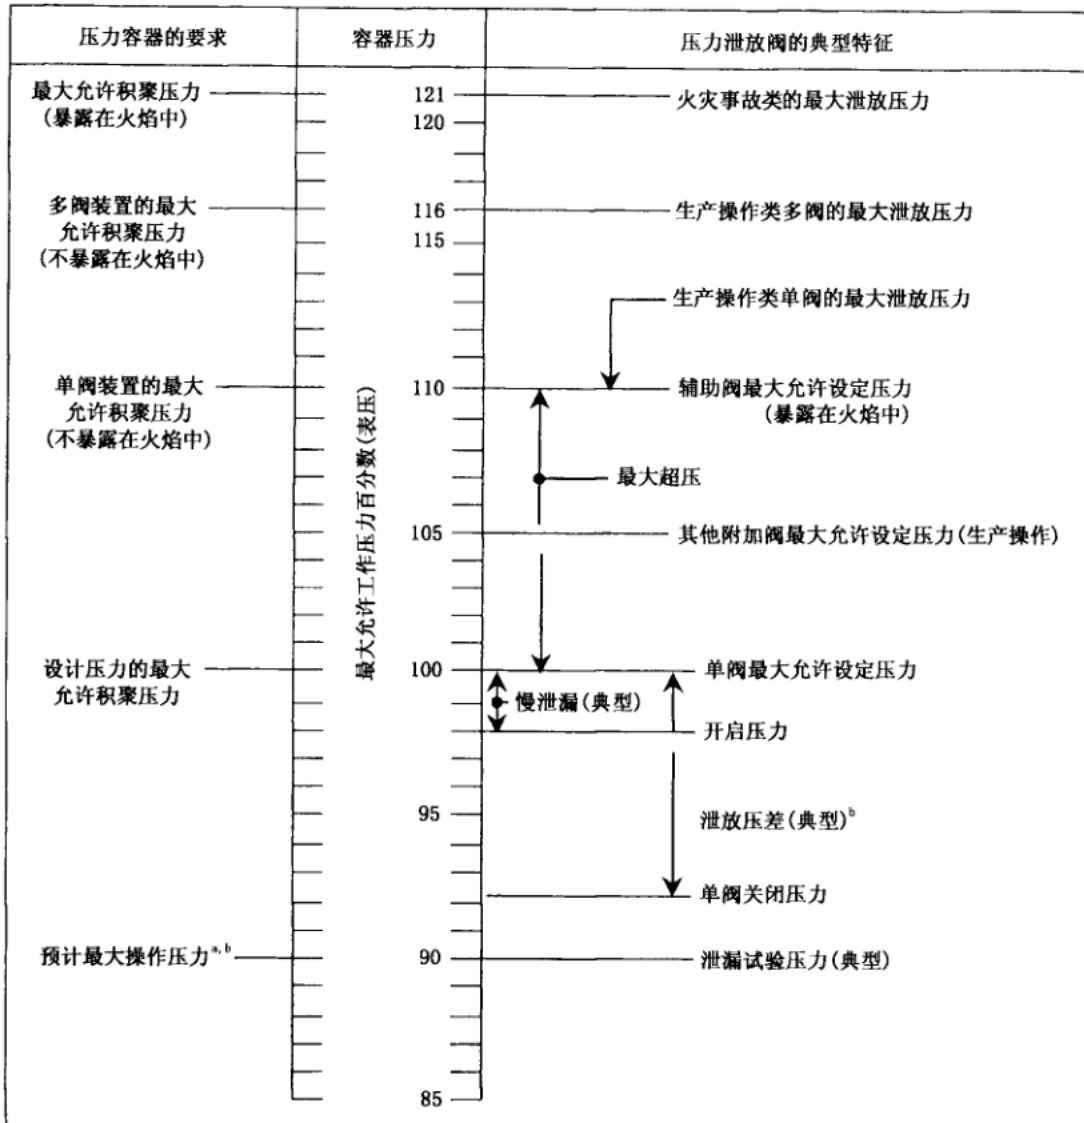 压力容器的要求
容器压力
压力泄放阀的典型特征
最大允许积聚压力
(暴露在火焰中)
121
火灾事故类的最大泄放压力
120
多阀装置的最大
允许积聚压力
(不暴露在火焰中)
116
生产操作类多阀的最大泄放压力
115
生产操作类单阀的最大泄放压力
单阀装置的最大
允许积聚压力
(不暴露在火焰中)
110
辅助阀最大允许设定压力
(暴露在火焰中)
最大允许工作压力百分数(表压)
最大超压
105
其他附加阀最大允许设定压力(生产操作)
设计压力的最大
允许积聚压力
100
单阀最大允许设定压力
慢泄漏(典型)
开启压力
95
泄放压差(典型)b
单阀关闭压力
预计最大操作压力a,b
90
泄漏试验压力(典型)
85